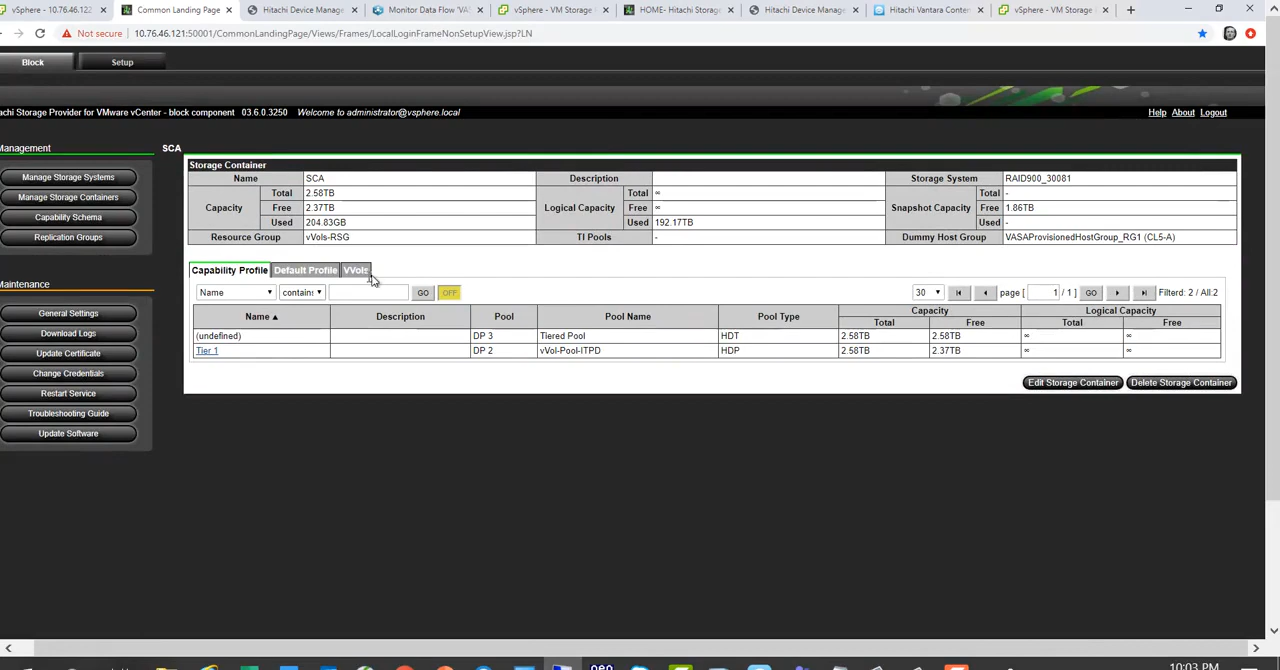 vSphere - 10.76.46.122
Common Landing Page
Hitachi Device Manage
Monitor Data Flow 'VAS
vSphere - VM Storage
HOME- Hitachi Storag
Hitachi Device Manage
Hitachi Vantara Conten
vSphere - VM Storage
Not secure
10.76.46.121:50001/CommonLandingPage/Views/Frames/LocalLoginFrameNonSetupView.jsp?LN
Block
Setup
achi Storage Provider for VMware vCenter - block component 03.6.0.3250 Welcome to administrator@vsphere.local
Help About Logout
Management
SCA
Manage Storage Systems
Manage Storage Containers
Capability Schema
Replication Groups
Maintenance
General Settings
Download Logs
Update Certificate
Change Credentials
Restart Service
Troubleshooting Guide
Update Software
Storage Container
Name SCA Description Storage System RAID900_30081
Capacity Total 2.58TB Logical Capacity Total ∞ Snapshot Capacity Total -
Free 2.37TB Free ∞ Free 1.86TB
Used 204.83GB Used 192.17TB Used -
Resource Group vVols-RSG TI Pools - Dummy Host Group VASAProvisionedHostGroup_RG1 (CL5-A)
Capability Profile Default Profile VVols
Name contains GO OFF 30 page [ 1 / 1 ] GO Filterd: 2 / All:2
Name ▲ Description Pool Pool Name Pool Type Capacity Logical Capacity
Total Free Total Free
(undefined) DP 3 Tiered Pool HDT 2.58TB 2.58TB ∞ ∞
Tier 1 DP 2 vVol-Pool-ITPD HDP 2.58TB 2.37TB ∞ ∞
Edit Storage Container Delete Storage Container
10:03 PM